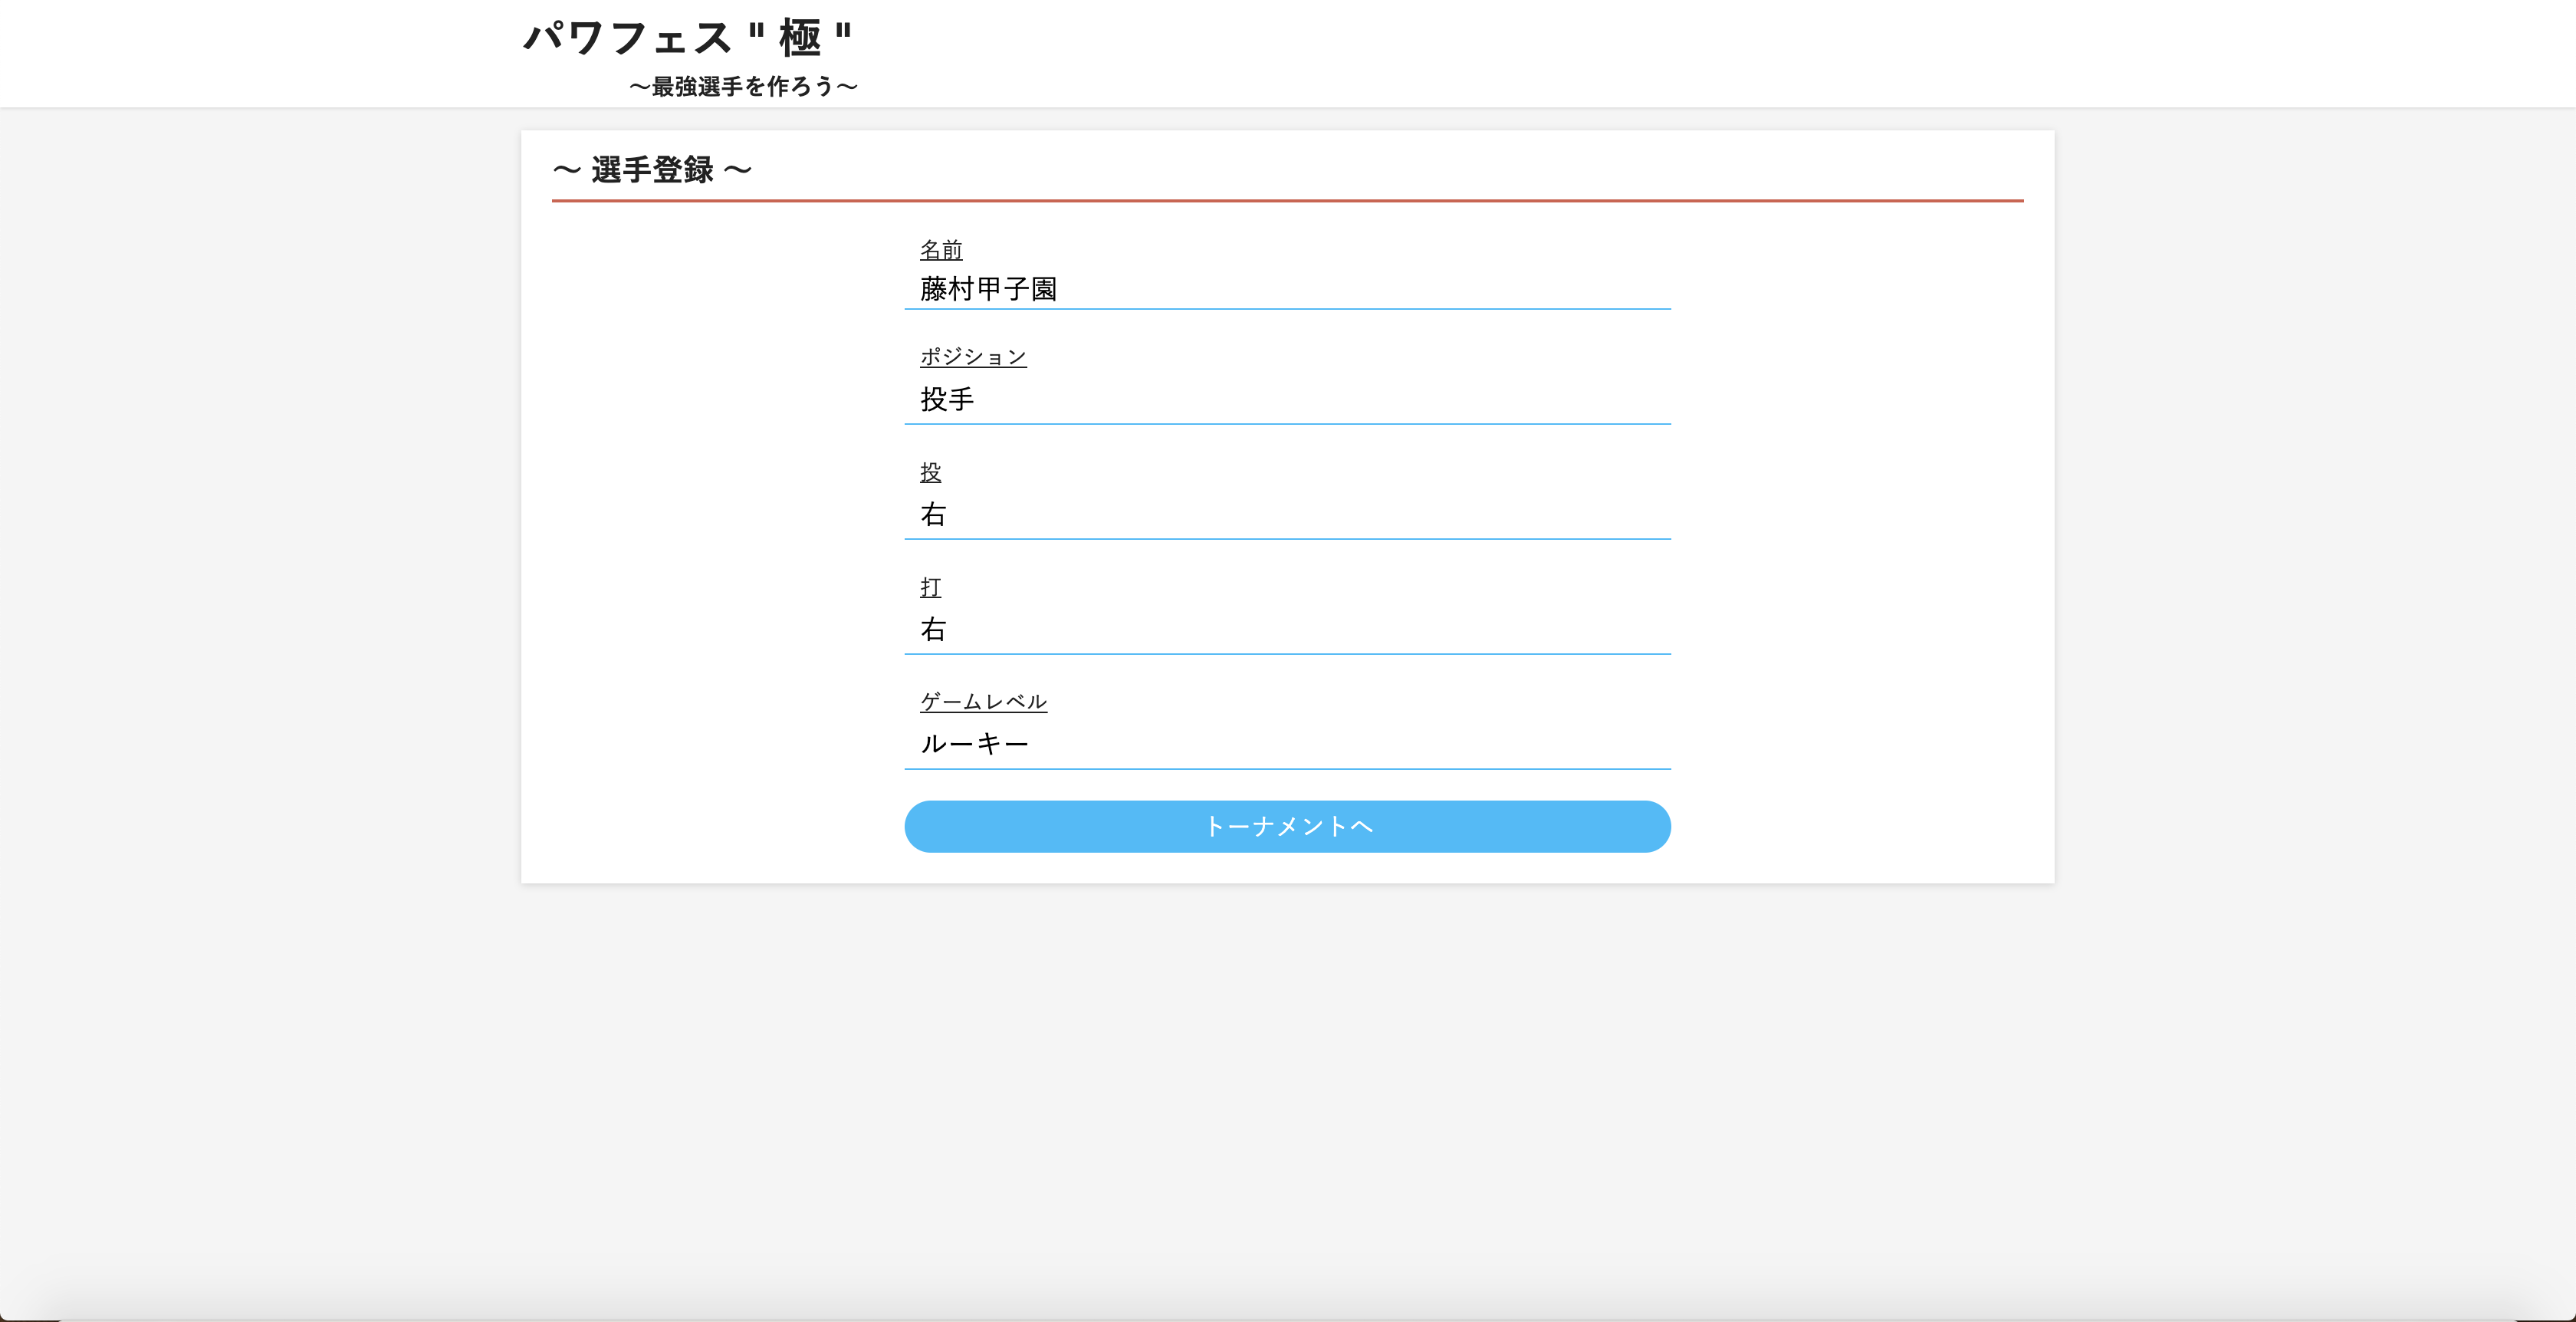 パワフェス " 極 "
〜最強選手を作ろう〜
〜 選手登録 〜
名前
藤村甲子園
ポジション
投手
投
右
打
右
ゲームレベル
ルーキー
トーナメントへ